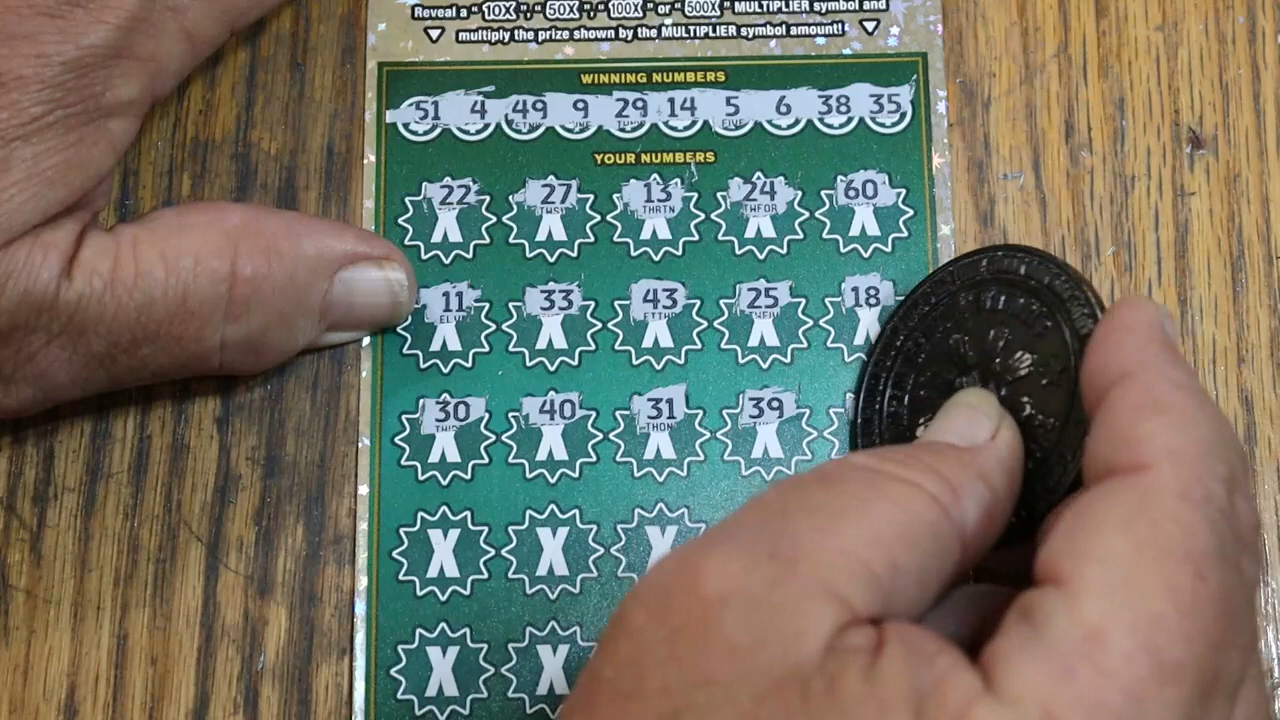 Reveal a "10X", "50X", "100X" or "500X" MULTIPLIER symbol and
multiply the prize shown by the MULTIPLIER symbol amount!
WINNING NUMBERS
51 4 49 9 29 14 5 6 38 35
FIVE
YOUR NUMBERS
22 27 13 24 60
THRTN THFOR
11 33 43 25 18
30 40 31 39
THON
X X X
X X